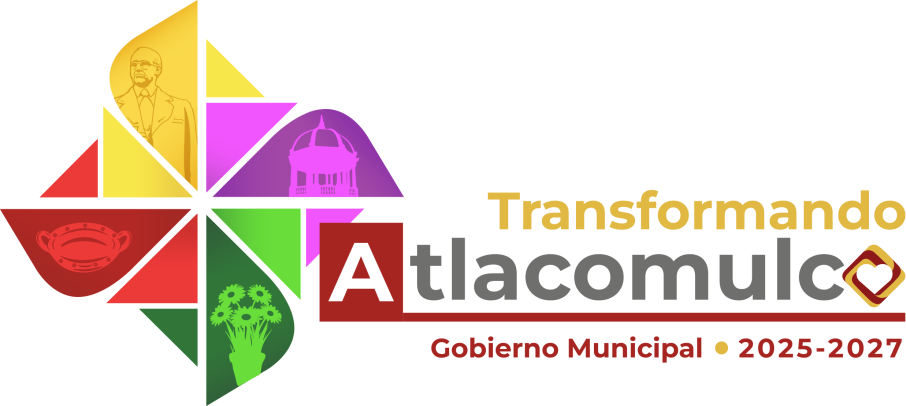 Transformando
Atlacomulco
Gobierno Municipal • 2025-2027